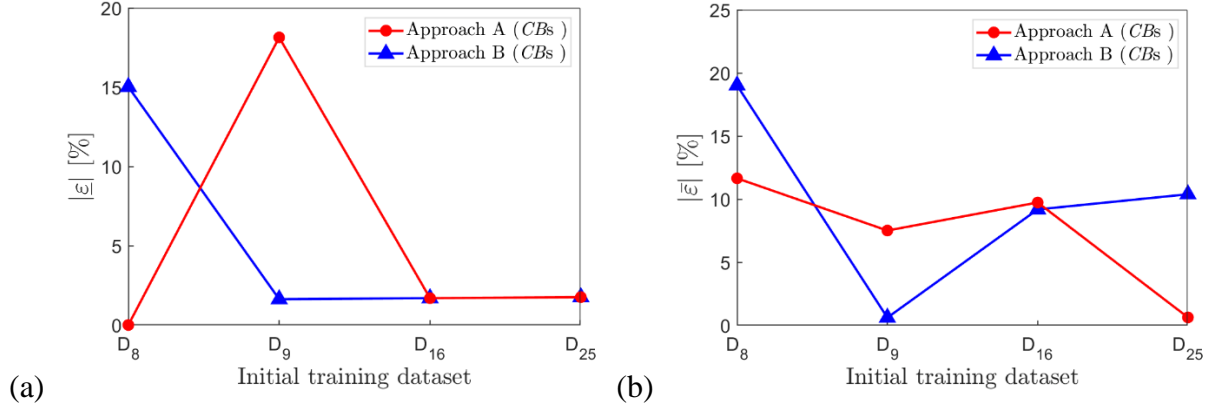 20
15
10
5
0
|ε̲| [%]
Approach A (CBs )
Approach B (CBs )
D8 D9 D16 D25
Initial training dataset
(a)
25
20
15
10
5
0
|ε̄| [%]
Approach A (CBs )
Approach B (CBs )
D8 D9 D16 D25
Initial training dataset
(b)